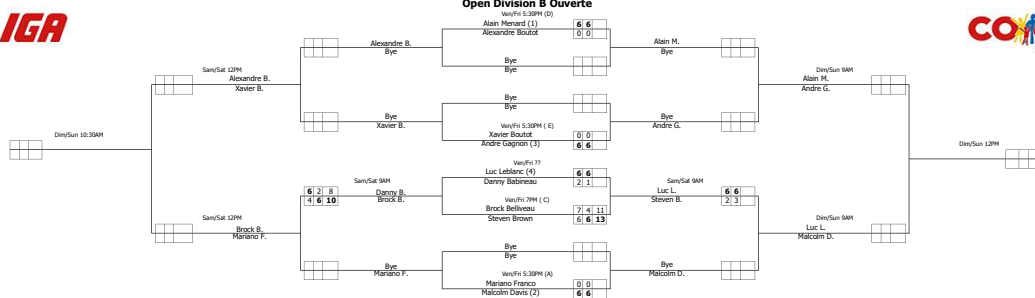 Open Division B Ouverte
IGA
CO
Ven/Fri 5:30PM (D)
Alain Menard (1) 6 6
Alexandre Boutot 0 0
Alexandre B.
Bye
Alain M.
Bye
Bye
Bye
Sam/Sat 12PM
Alexandre B.
Xavier B.
Dim/Sun 9AM
Alain M.
Andre G.
Bye
Bye
Bye
Xavier B.
Bye
Andre G.
Ven/Fri 5:30PM ( E)
Xavier Boutot 0 0
Andre Gagnon (3) 6 6
Dim/Sun 10:30AM
Dim/Sun 12PM
Ven/Fri ??
Luc Leblanc (4) 6 6
Danny Babineau 2 1
Sam/Sat 9AM
6 2 8 Danny B.
4 6 10 Brock B.
Sam/Sat 9AM
Luc L. 6 6
Steven B. 2 3
Ven/Fri 7PM ( C)
Brock Belliveau 7 4 11
Steven Brown 6 6 13
Sam/Sat 12PM
Brock B.
Mariano F.
Dim/Sun 9AM
Luc L.
Malcolm D.
Bye
Bye
Bye
Mariano F.
Bye
Malcolm D.
Ven/Fri 5:30PM (A)
Mariano Franco 0 0
Malcolm Davis (2) 6 6